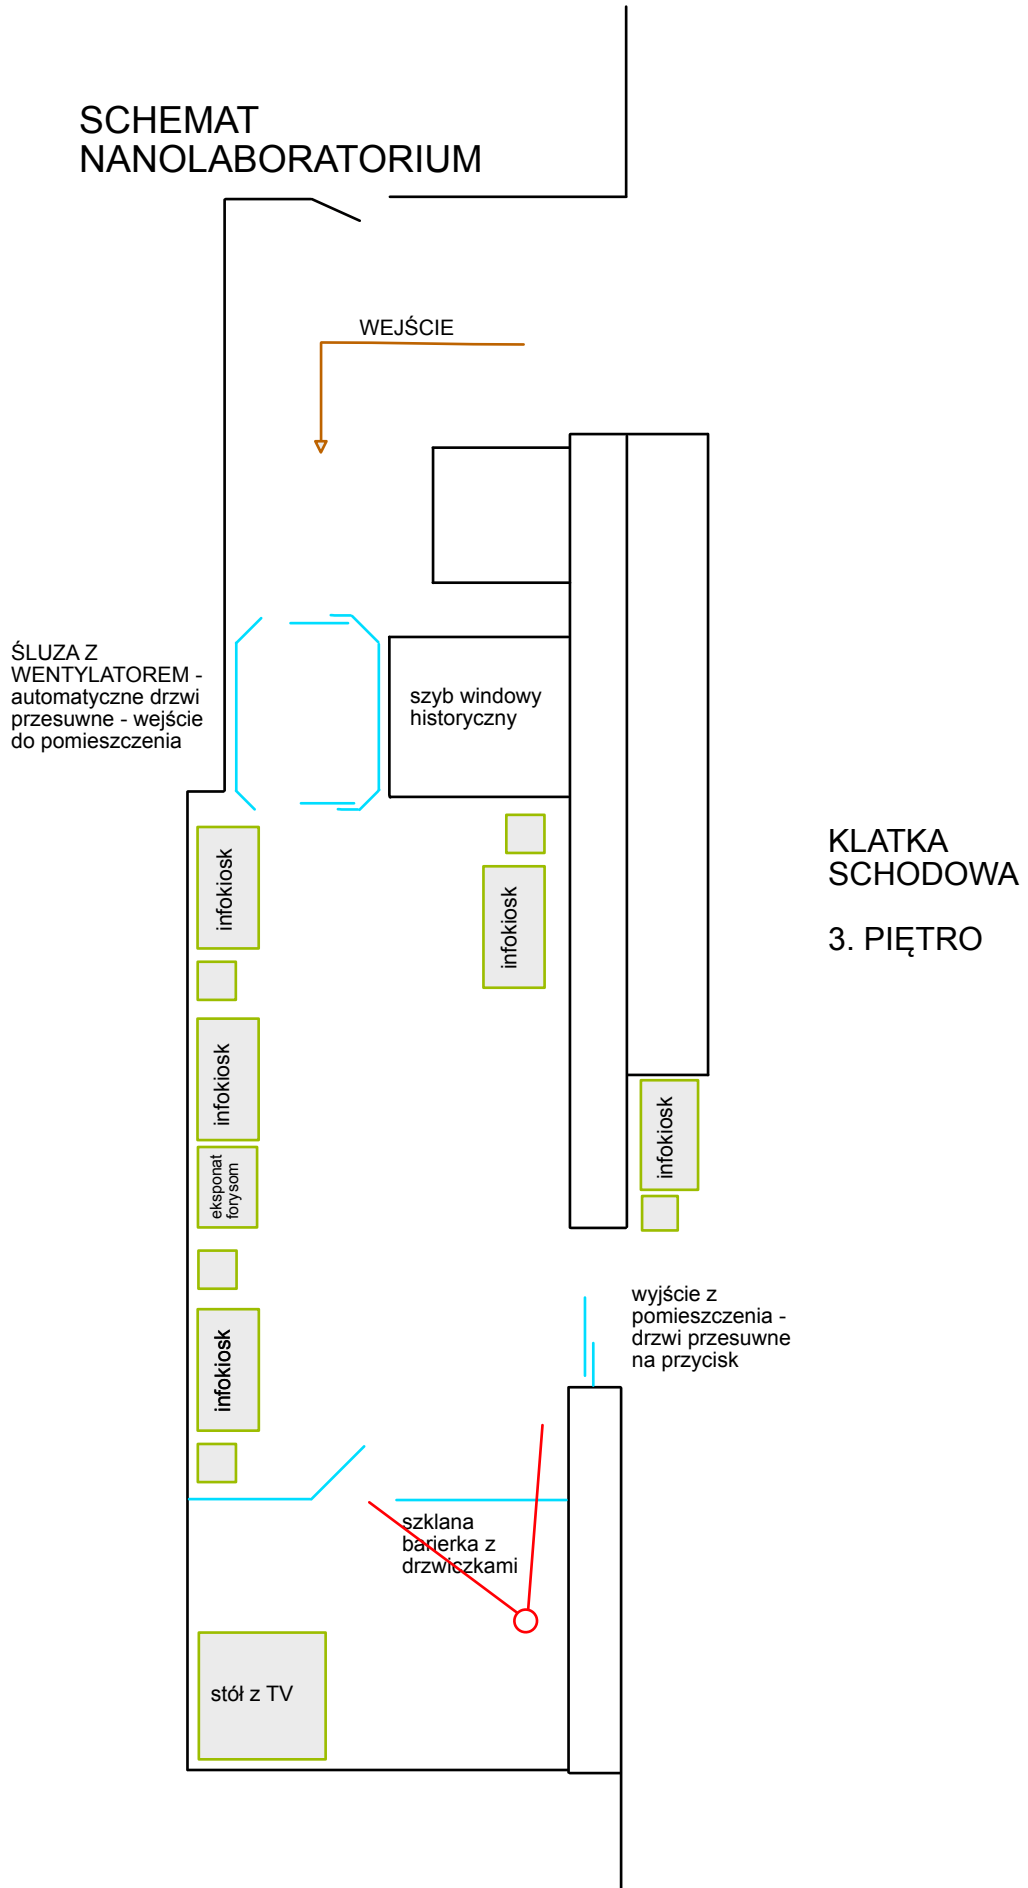 SCHEMAT
NANOLABORATORIUM
WEJŚCIE
ŚLUZA Z
WENTYLATOREM -
automatyczne drzwi
przesuwne - wejście
do pomieszczenia
szyb windowy
historyczny
KLATKA
SCHODOWA
3. PIĘTRO
infokiosk
infokiosk
infokiosk
infokiosk
eksponat
forysom
wyjście z
pomieszczenia -
drzwi przesuwne
na przycisk
infokiosk
szklana
barierka z
drzwiczkami
stół z TV